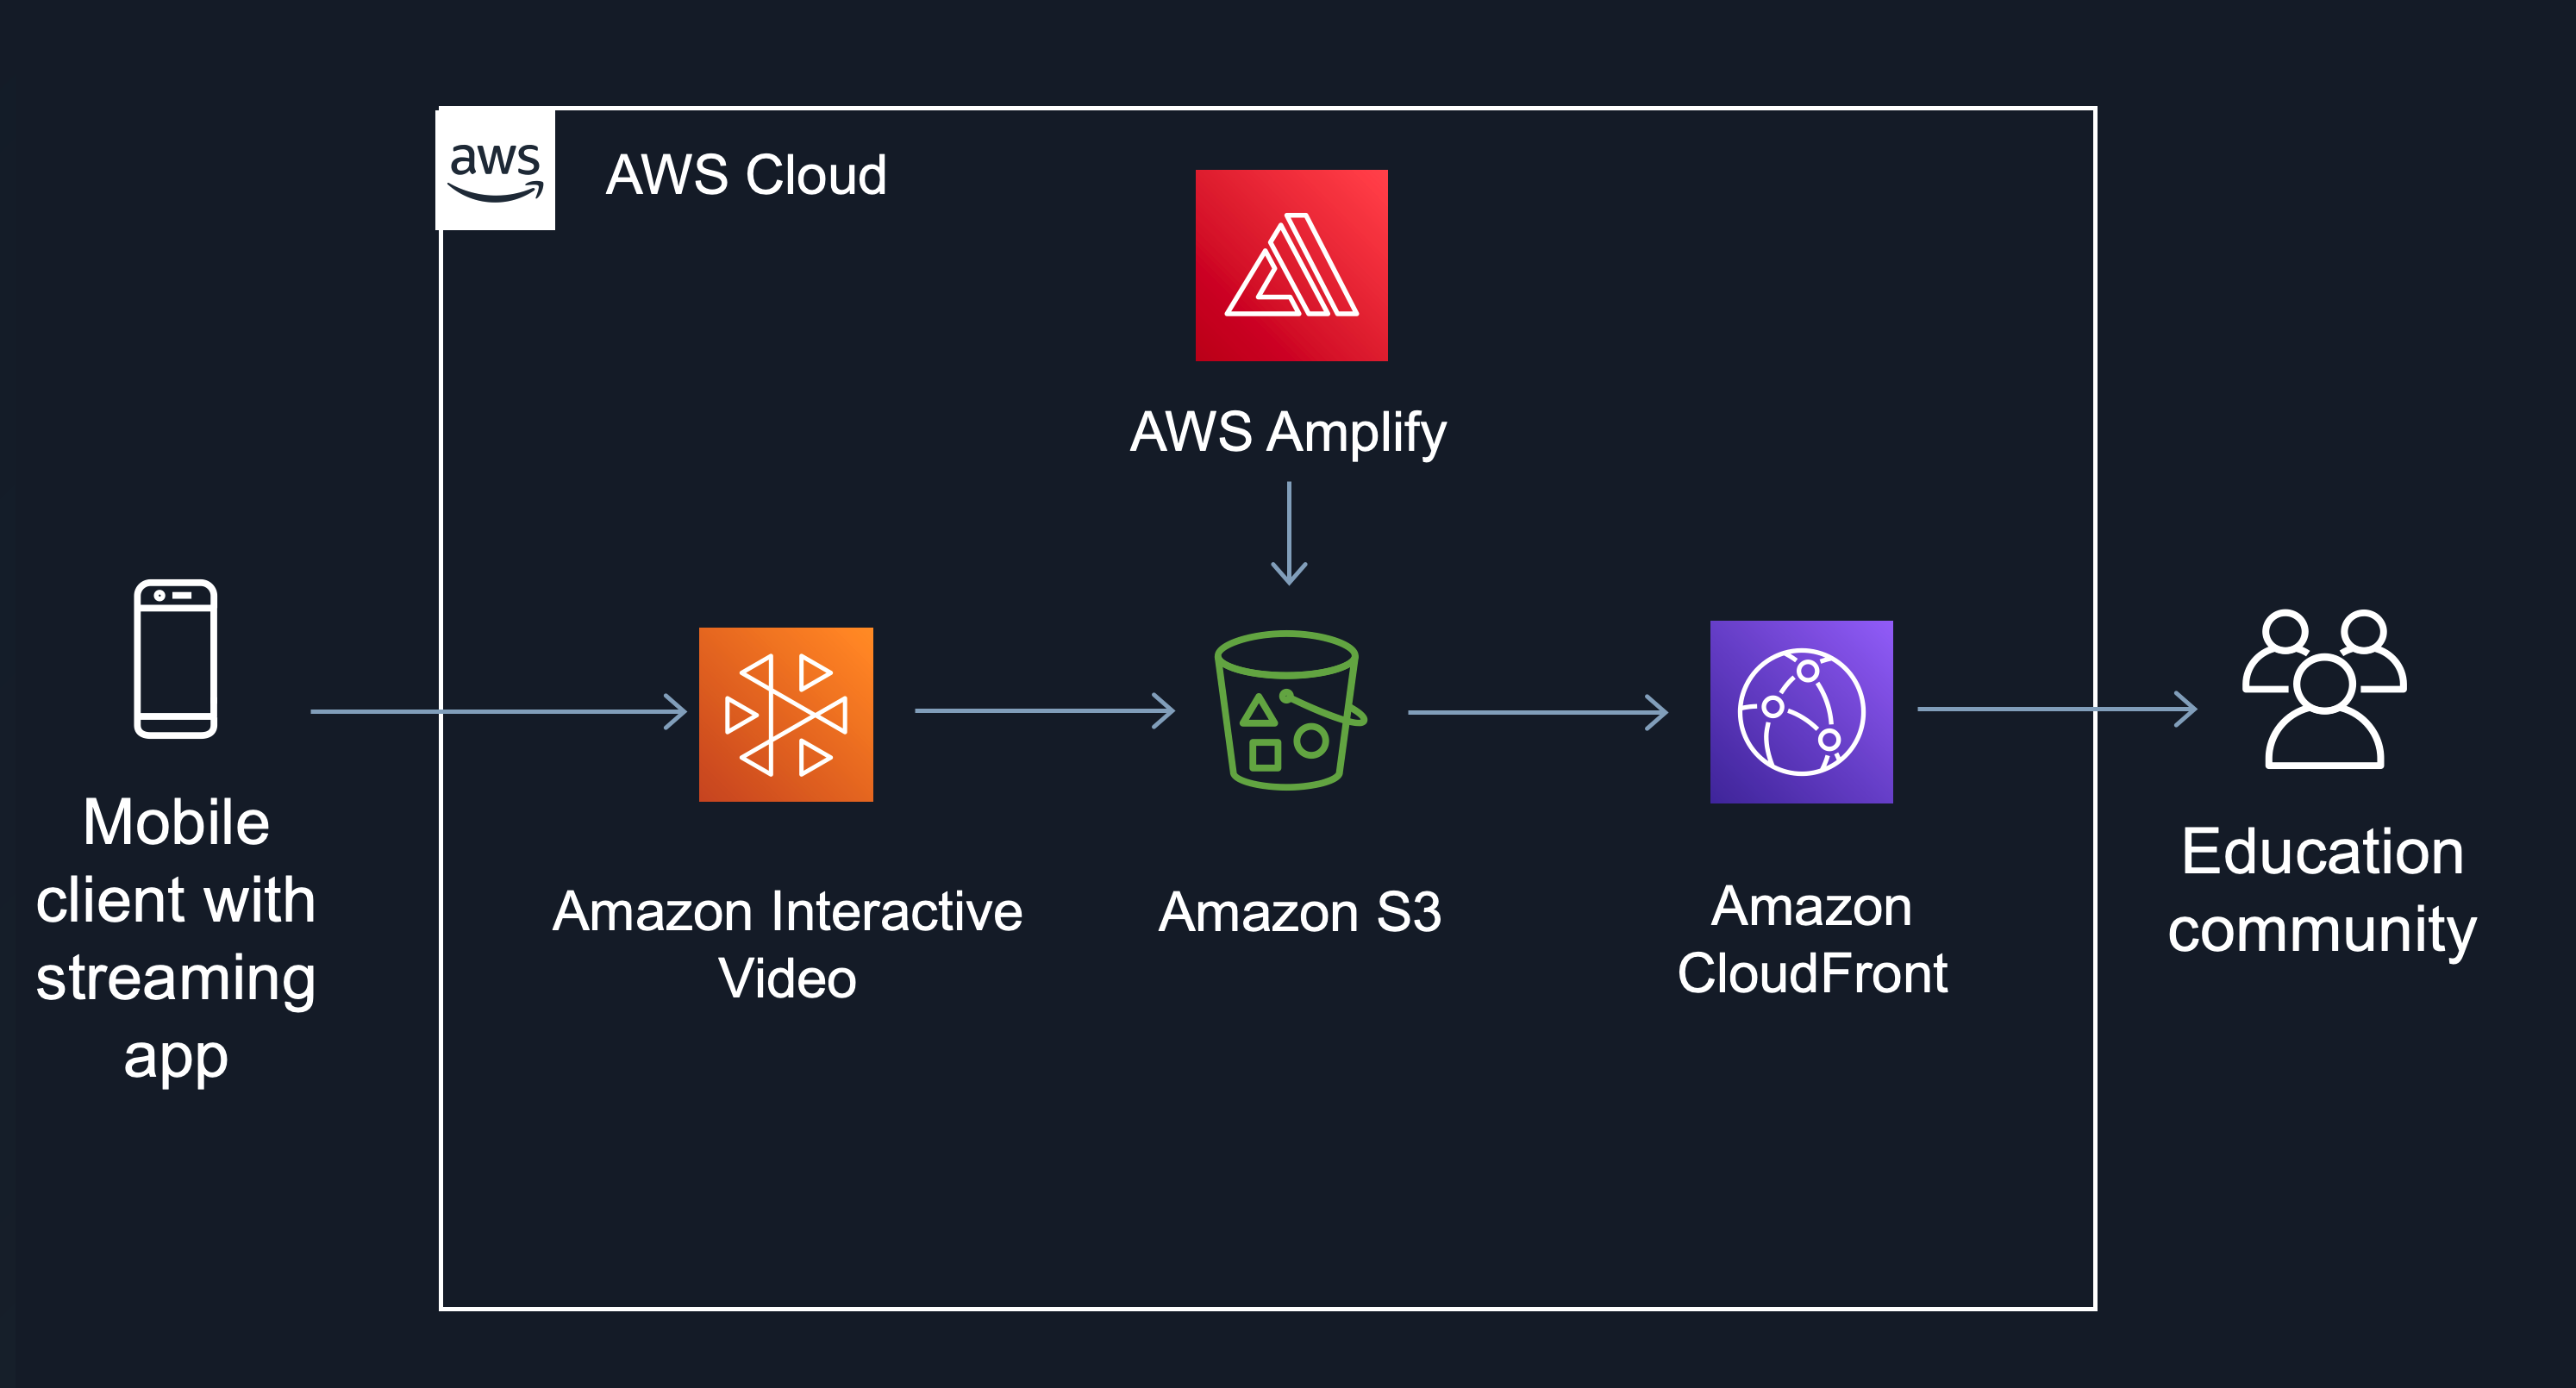 aws
AWS Cloud
AWS Amplify
Mobile
client with
streaming
app
Amazon Interactive
Video
Amazon S3
Amazon
CloudFront
Education
community